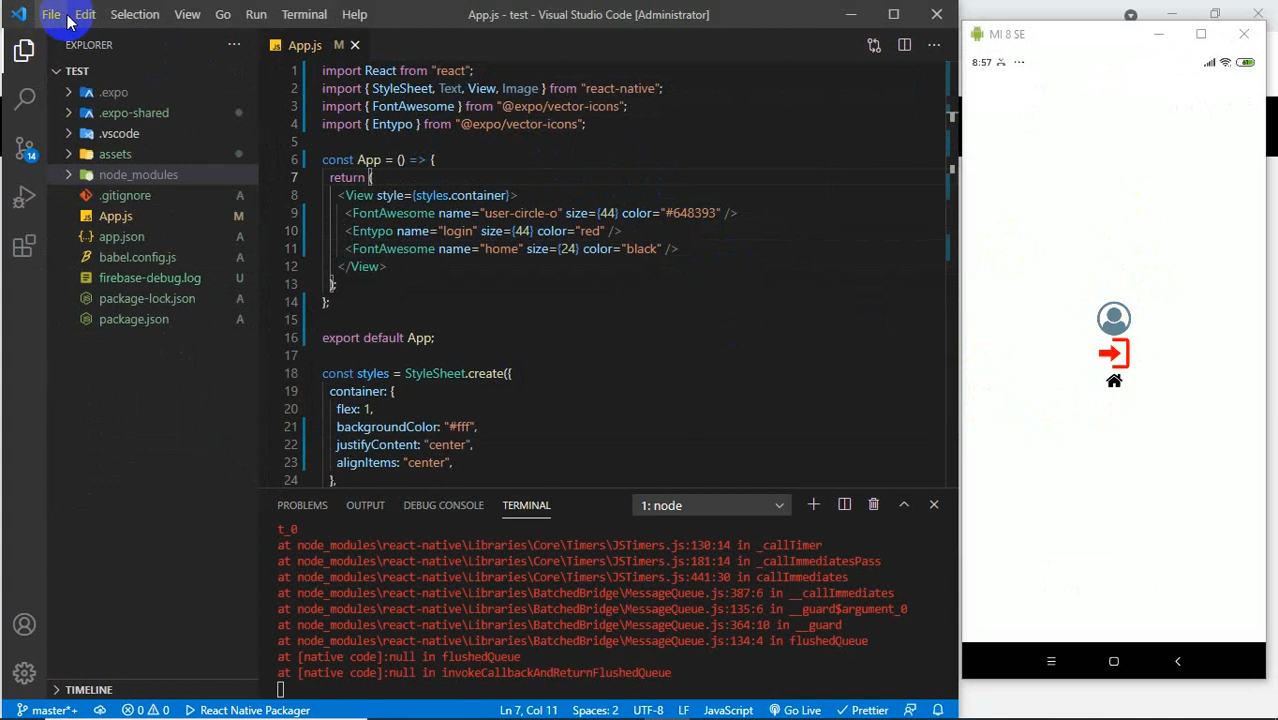 File Edit Selection View Go Run Terminal Help
App.js - test - Visual Studio Code [Administrator]
EXPLORER
TEST
.expo
.expo-shared
.vscode
assets
node_modules
.gitignore
App.js M
app.json A
babel.config.js A
firebase-debug.log U
package-lock.json A
package.json A
TIMELINE
14
App.js M
1 import React from "react";
2 import { StyleSheet, Text, View, Image } from "react-native";
3 import { FontAwesome } from "@expo/vector-icons";
4 import { Entypo } from "@expo/vector-icons";
5
6 const App = () => {
7 return (
8 <View style={styles.container}>
9 <FontAwesome name="user-circle-o" size={44} color="#648393" />
10 <Entypo name="login" size={44} color="red" />
11 <FontAwesome name="home" size={24} color="black" />
12 </View>
13 );
14 };
15
16 export default App;
17
18 const styles = StyleSheet.create({
19 container: {
20 flex: 1,
21 backgroundColor: "#fff",
22 justifyContent: "center",
23 alignItems: "center",
24 },
PROBLEMS OUTPUT DEBUG CONSOLE TERMINAL
1: node
t_0
at node_modules\react-native\Libraries\Core\Timers\JSTimers.js:130:14 in _callTimer
at node_modules\react-native\Libraries\Core\Timers\JSTimers.js:181:14 in _callImmediatesPass
at node_modules\react-native\Libraries\Core\Timers\JSTimers.js:441:30 in callImmediates
at node_modules\react-native\Libraries\BatchedBridge\MessageQueue.js:387:6 in __callImmediates
at node_modules\react-native\Libraries\BatchedBridge\MessageQueue.js:135:6 in __guard$argument_0
at node_modules\react-native\Libraries\BatchedBridge\MessageQueue.js:364:10 in __guard
at node_modules\react-native\Libraries\BatchedBridge\MessageQueue.js:134:4 in flushedQueue
at [native code]:null in flushedQueue
at [native code]:null in invokeCallbackAndReturnFlushedQueue
master*+ 0 0 React Native Packager Ln 7, Col 11 Spaces: 2 UTF-8 LF JavaScript Go Live Prettier
MI 8 SE
8:57